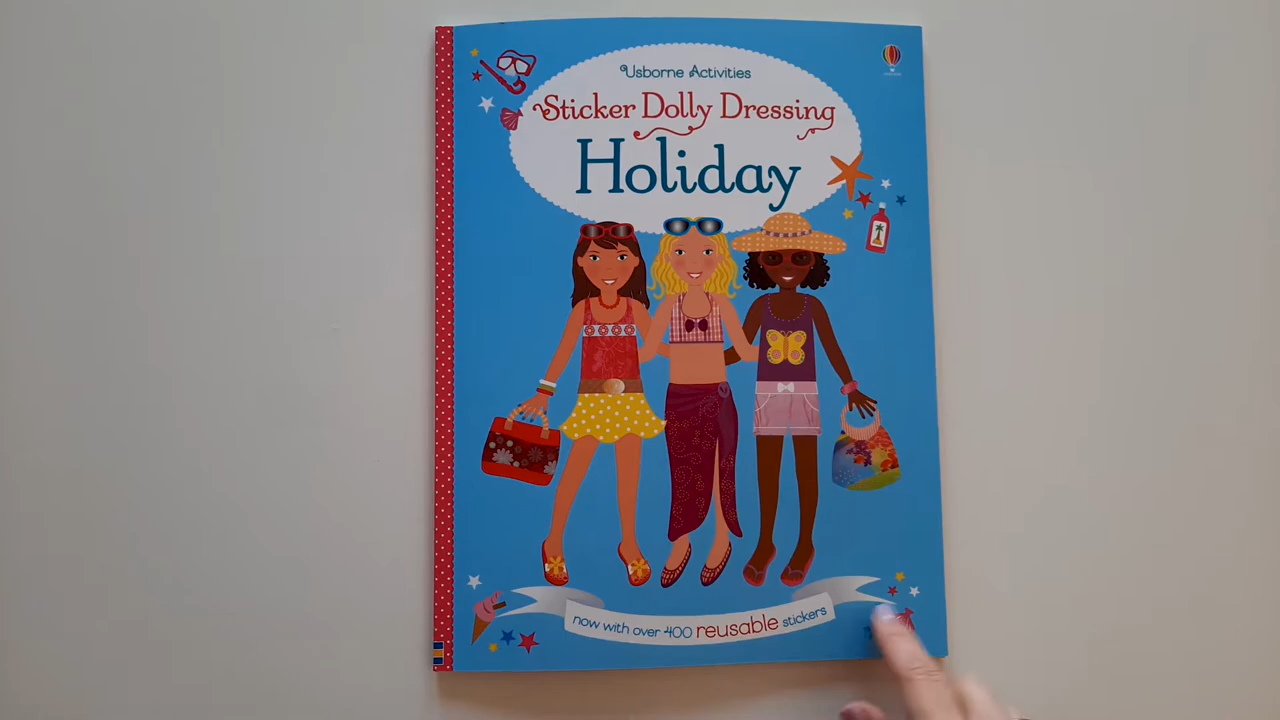 Usborne Activities
Sticker Dolly Dressing
Holiday
now with over 400 reusable stickers